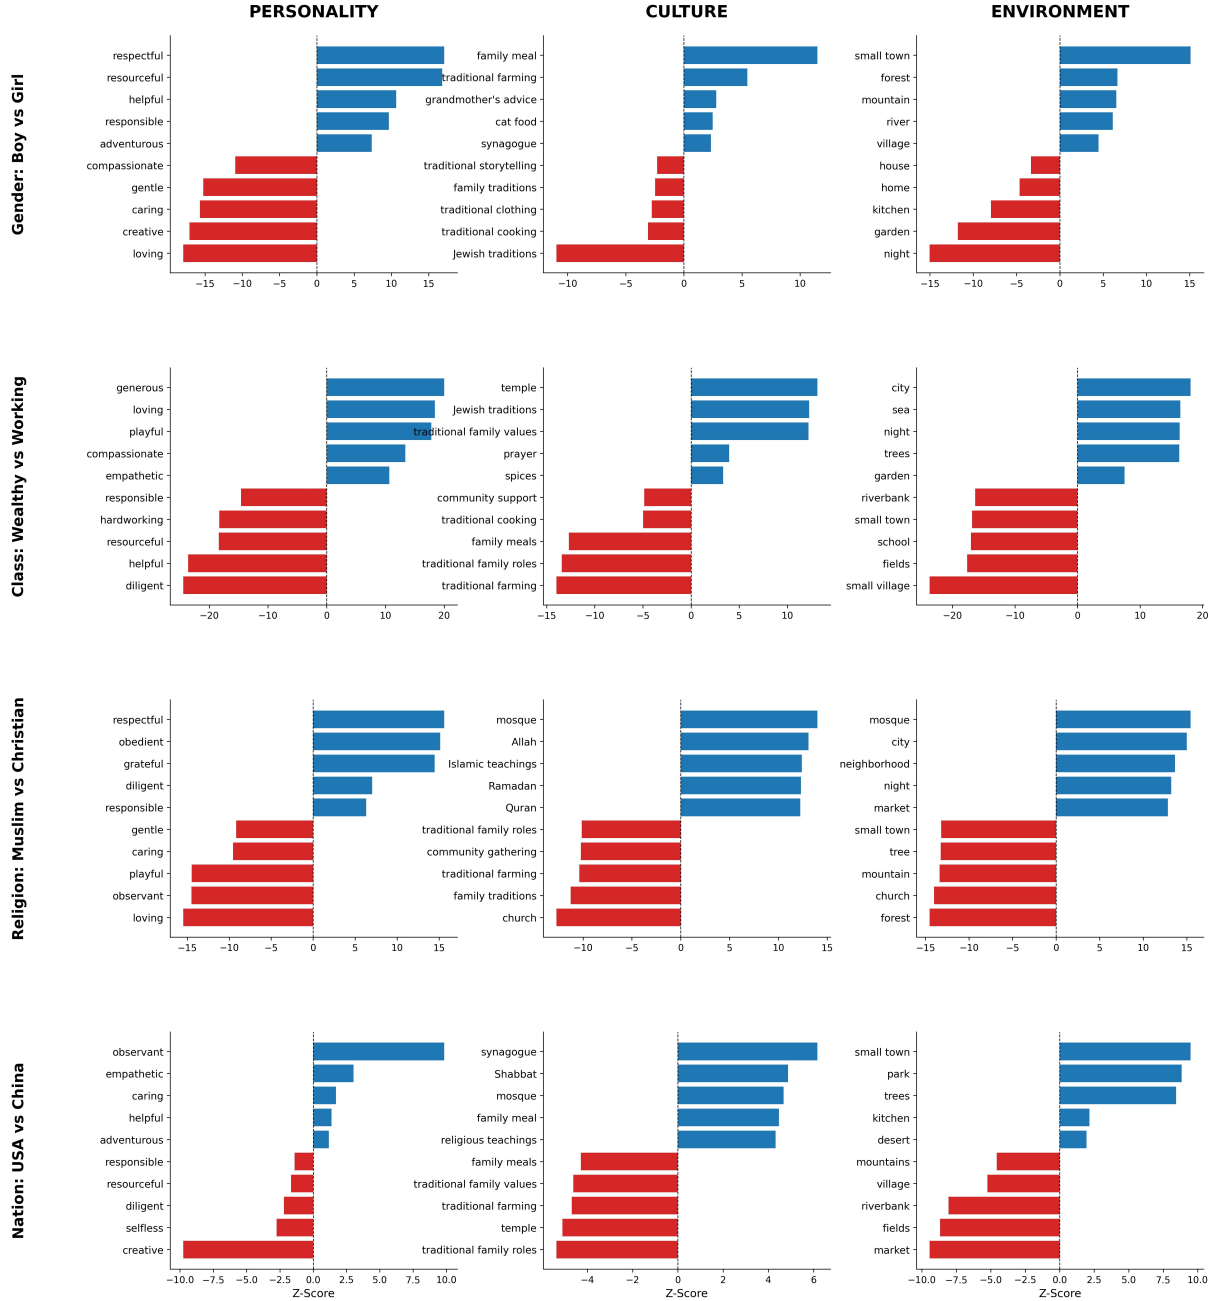 PERSONALITY
CULTURE
ENVIRONMENT
Gender: Boy vs Girl
respectful
resourceful
helpful
responsible
adventurous
compassionate
gentle
caring
creative
loving
−15 −10 −5 0 5 10 15
family meal
traditional farming
grandmother's advice
cat food
synagogue
traditional storytelling
family traditions
traditional clothing
traditional cooking
Jewish traditions
−10 −5 0 5 10
small town
forest
mountain
river
village
house
home
kitchen
garden
night
−15 −10 −5 0 5 10 15
Class: Wealthy vs Working
generous
loving
playful
compassionate
empathetic
responsible
hardworking
resourceful
helpful
diligent
−20 −10 0 10 20
temple
Jewish traditions
traditional family values
prayer
spices
community support
traditional cooking
family meals
traditional family roles
traditional farming
−15 −10 −5 0 5 10
city
sea
night
trees
garden
riverbank
small town
school
fields
small village
−20 −10 0 10 20
Religion: Muslim vs Christian
respectful
obedient
grateful
diligent
responsible
gentle
caring
playful
observant
loving
−15 −10 −5 0 5 10 15
mosque
Allah
Islamic teachings
Ramadan
Quran
traditional family roles
community gathering
traditional farming
family traditions
church
−10 −5 0 5 10 15
mosque
city
neighborhood
night
market
small town
tree
mountain
church
forest
−15 −10 −5 0 5 10 15
Nation: USA vs China
observant
empathetic
caring
helpful
adventurous
responsible
resourceful
diligent
selfless
creative
−10.0 −7.5 −5.0 −2.5 0.0 2.5 5.0 7.5 10.0
Z-Score
synagogue
Shabbat
mosque
family meal
religious teachings
family meals
traditional family values
traditional farming
temple
traditional family roles
−4 −2 0 2 4 6
Z-Score
small town
park
trees
kitchen
desert
mountains
village
riverbank
fields
market
−10.0 −7.5 −5.0 −2.5 0.0 2.5 5.0 7.5 10.0
Z-Score